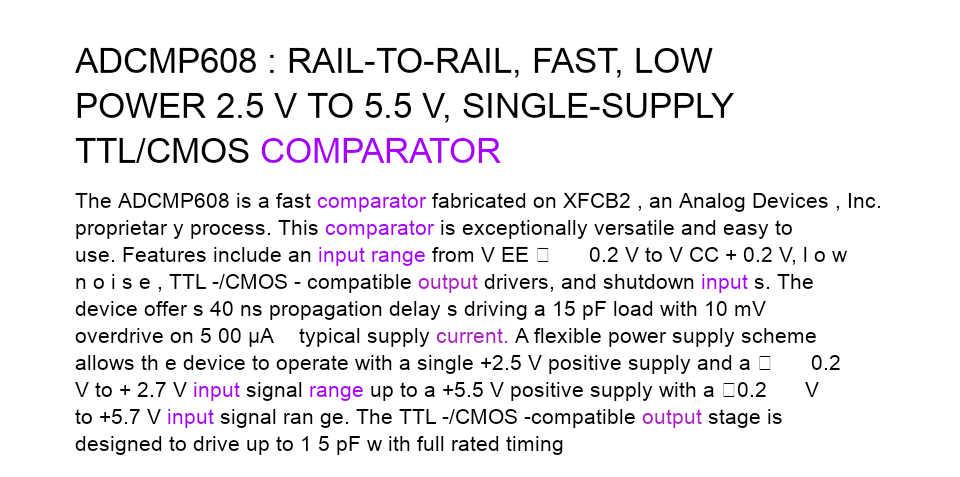 ADCMP608 : RAIL-TO-RAIL, FAST, LOW
POWER 2.5 V TO 5.5 V, SINGLE-SUPPLY
TTL/CMOS COMPARATOR
The ADCMP608 is a fast comparator fabricated on XFCB2 , an Analog Devices , Inc.
proprietar y process. This comparator is exceptionally versatile and easy to
use. Features include an input range from V EE □ 0.2 V to V CC + 0.2 V, l o w
n o i s e , TTL -/CMOS - compatible output drivers, and shutdown input s. The
device offer s 40 ns propagation delay s driving a 15 pF load with 10 mV
overdrive on 5 00 μA typical supply current. A flexible power supply scheme
allows th e device to operate with a single +2.5 V positive supply and a □ 0.2
V to + 2.7 V input signal range up to a +5.5 V positive supply with a □0.2 V
to +5.7 V input signal ran ge. The TTL -/CMOS -compatible output stage is
designed to drive up to 1 5 pF w ith full rated timing